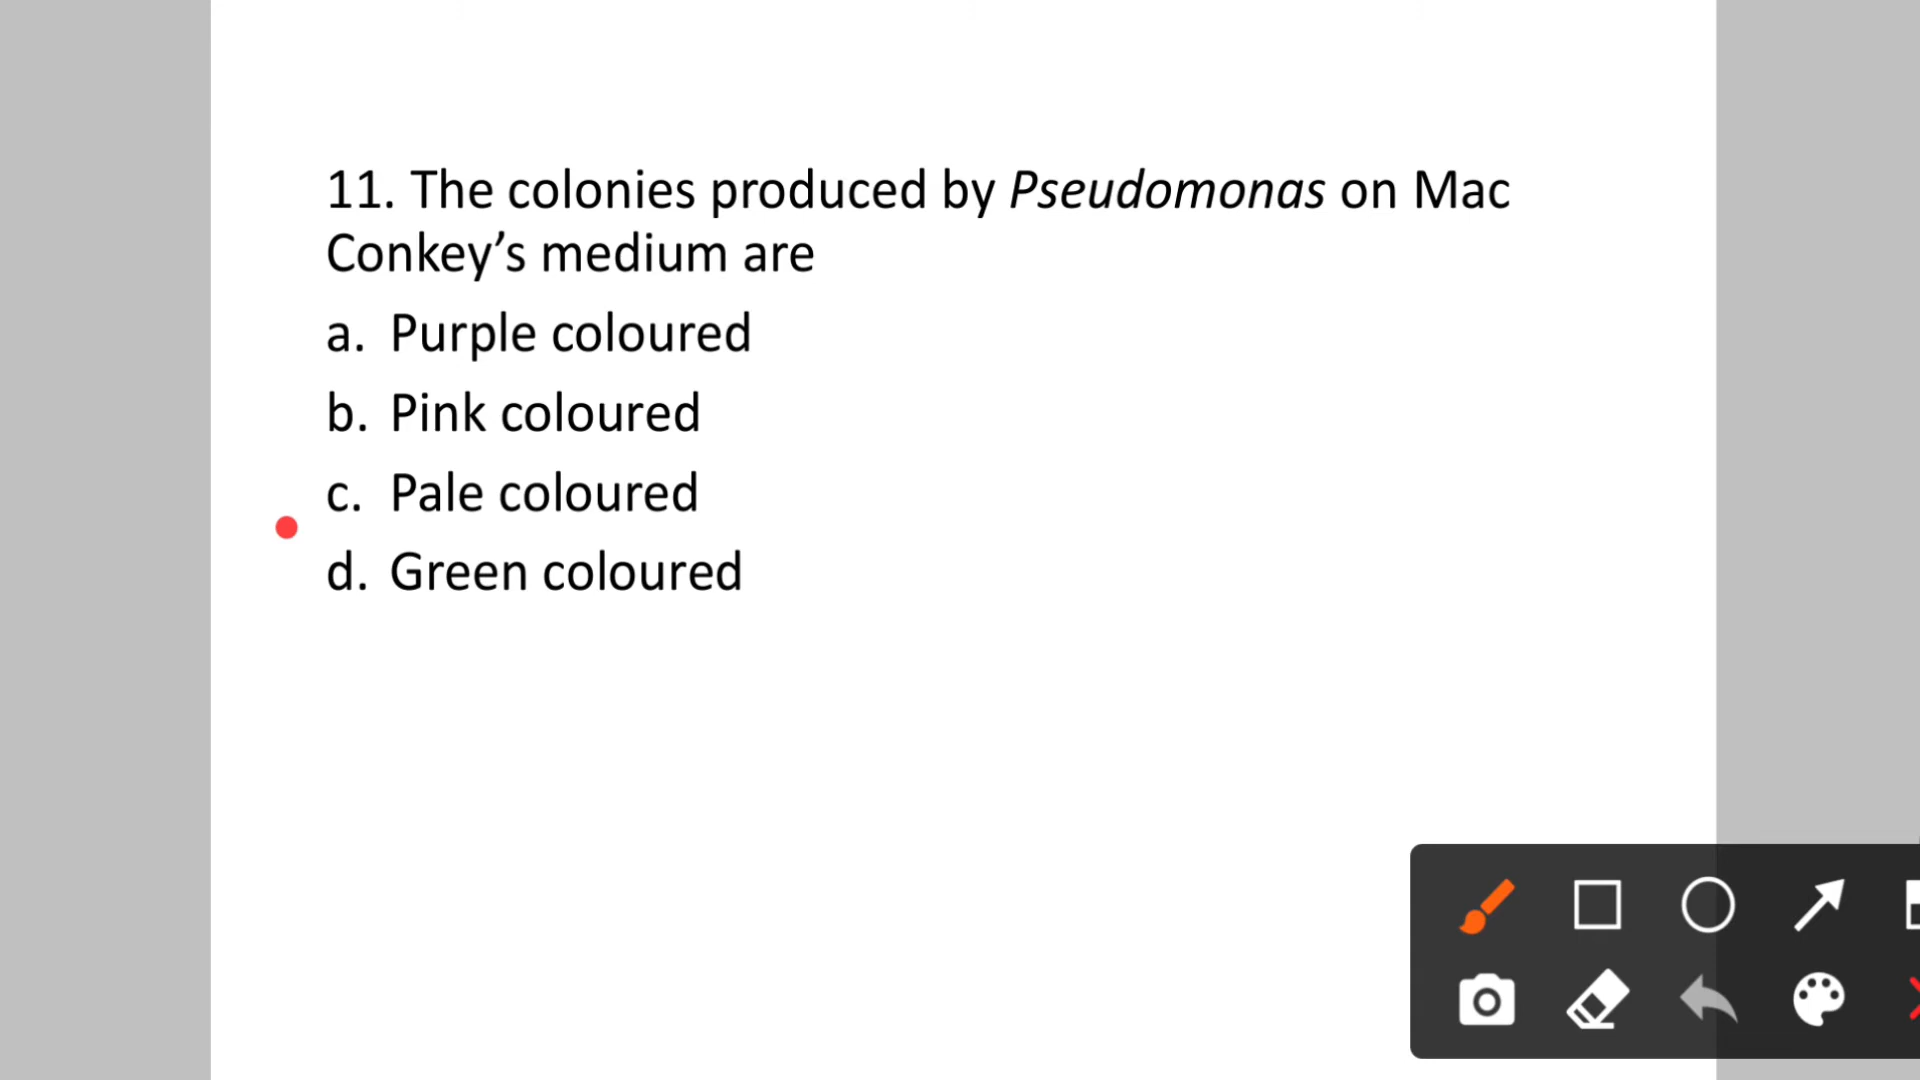 11. The colonies produced by Pseudomonas on Mac
Conkey’s medium are
a. Purple coloured
b. Pink coloured
c. Pale coloured
d. Green coloured